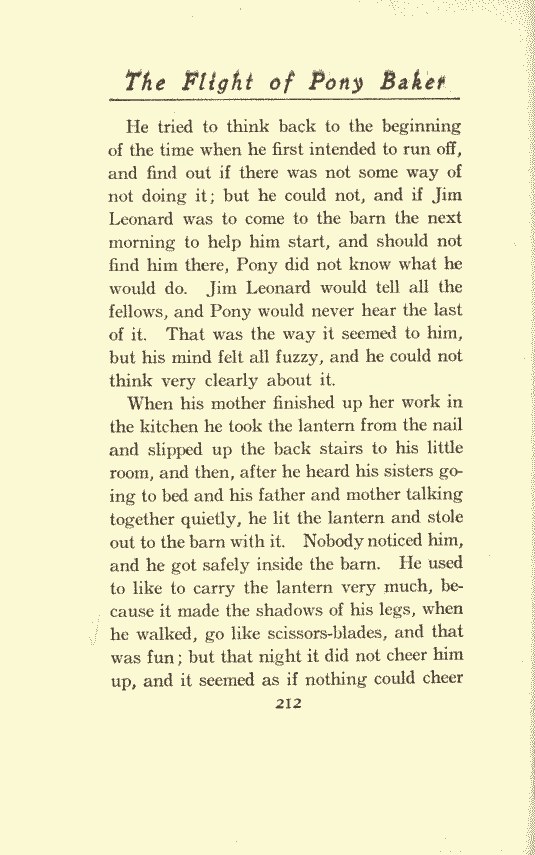 The Flight of Pony Baker
He tried to think back to the beginning
of the time when he first intended to run off,
and find out if there was not some way of
not doing it; but he could not, and if Jim
Leonard was to come to the barn the next
morning to help him start, and should not
find him there, Pony did not know what he
would do. Jim Leonard would tell all the
fellows, and Pony would never hear the last
of it. That was the way it seemed to him,
but his mind felt all fuzzy, and he could not
think very clearly about it.
When his mother finished up her work in
the kitchen he took the lantern from the nail
and slipped up the back stairs to his little
room, and then, after he heard his sisters go-
ing to bed and his father and mother talking
together quietly, he lit the lantern and stole
out to the barn with it. Nobody noticed him,
and he got safely inside the barn. He used
to like to carry the lantern very much, be-
cause it made the shadows of his legs, when
he walked, go like scissors-blades, and that
was fun; but that night it did not cheer him
up, and it seemed as if nothing could cheer
212